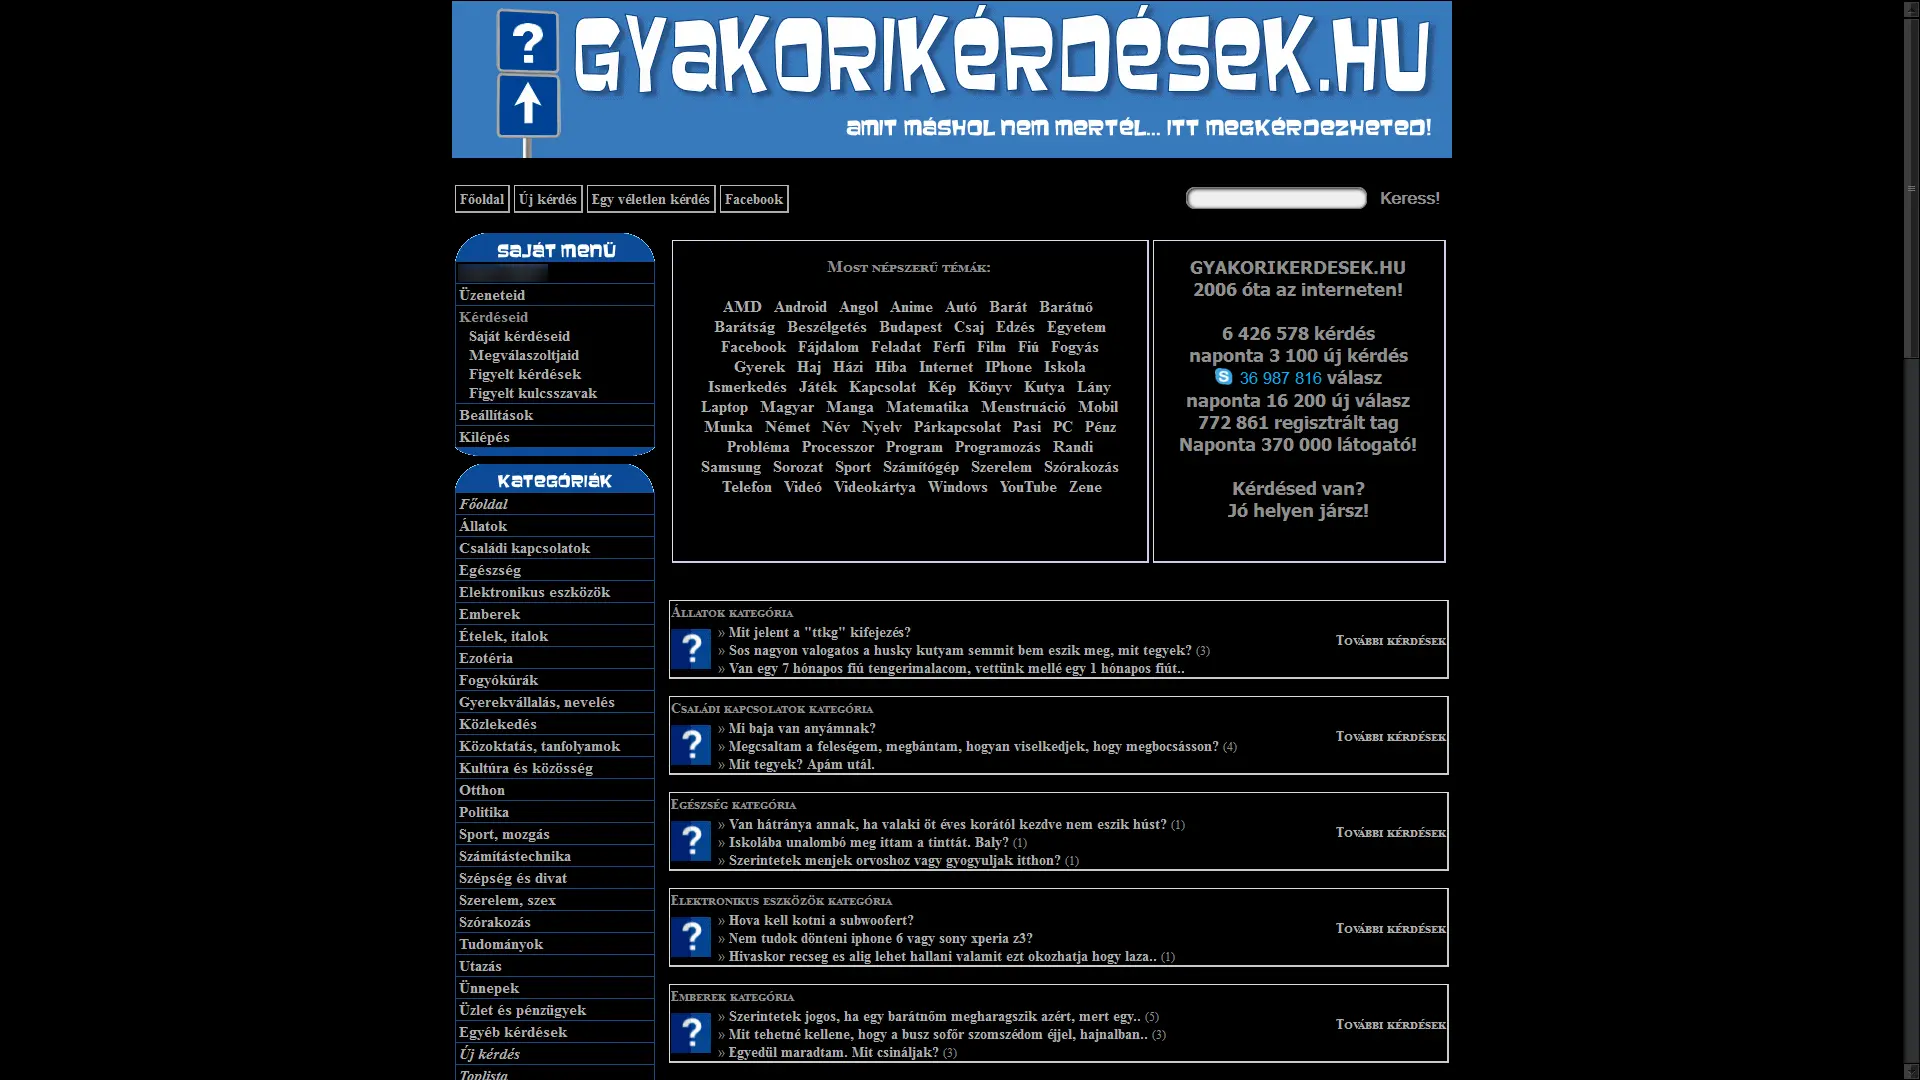 ?
GYAKORIKÉRDÉSEK.HU
AMIT MÁSHOL NEM MERTÉL... ITT MEGKÉRDEZHETED!
Főoldal Új kérdés Egy véletlen kérdés Facebook
Keress!
SAJÁT MENÜ
Üzeneteid
Kérdéseid
Saját kérdéseid
Megválaszoltjaid
Figyelt kérdések
Figyelt kulcsszavak
Beállítások
Kilépés
KATEGÓRIÁK
Főoldal
Állatok
Családi kapcsolatok
Egészség
Elektronikus eszközök
Emberek
Ételek, italok
Ezotéria
Fogyókúrák
Gyerekvállalás, nevelés
Közlekedés
Közoktatás, tanfolyamok
Kultúra és közösség
Otthon
Politika
Sport, mozgás
Számítástechnika
Szépség és divat
Szerelem, szex
Szórakozás
Tudományok
Utazás
Ünnepek
Üzlet és pénzügyek
Egyéb kérdések
Új kérdés
Toplista
Most népszerű témák:
AMD Android Angol Anime Autó Barát Barátnő
Barátság Beszélgetés Budapest Csaj Edzés Egyetem
Facebook Fájdalom Feladat Férfi Film Fiú Fogyás
Gyerek Haj Házi Hiba Internet IPhone Iskola
Ismerkedés Játék Kapcsolat Kép Könyv Kutya Lány
Laptop Magyar Manga Matematika Menstruáció Mobil
Munka Német Név Nyelv Párkapcsolat Pasi PC Pénz
Probléma Processzor Program Programozás Randi
Samsung Sorozat Sport Számítógép Szerelem Szórakozás
Telefon Videó Videokártya Windows YouTube Zene
GYAKORIKERDESEK.HU
2006 óta az interneten!
6 426 578 kérdés
naponta 3 100 új kérdés
36 987 816 válasz
naponta 16 200 új válasz
772 861 regisztrált tag
Naponta 370 000 látogató!
Kérdésed van?
Jó helyen jársz!
Állatok kategória
? » Mit jelent a "ttkg" kifejezés?
» Sos nagyon valogatos a husky kutyam semmit bem eszik meg, mit tegyek? (3)
» Van egy 7 hónapos fiú tengerimalacom, vettünk mellé egy 1 hónapos fiút..
További kérdések
Családi kapcsolatok kategória
? » Mi baja van anyámnak?
» Megcsaltam a feleségem, megbántam, hogyan viselkedjek, hogy megbocsásson? (4)
» Mit tegyek? Apám utál.
További kérdések
Egészség kategória
? » Van hátránya annak, ha valaki öt éves korától kezdve nem eszik húst? (1)
» Iskolába unalombó meg ittam a tinttát. Baly? (1)
» Szerintetek menjek orvoshoz vagy gyogyuljak itthon? (1)
További kérdések
Elektronikus eszközök kategória
? » Hova kell kotni a subwoofert?
» Nem tudok dönteni iphone 6 vagy sony xperia z3?
» Hívaskor recseg es alig lehet hallani valamit ezt okozhatja hogy laza.. (1)
További kérdések
Emberek kategória
? » Szerintetek jogos, ha egy barátnőm megharagszik azért, mert egy.. (5)
» Mit tehetné kellene, hogy a busz sofőr szomszédom éjjel, hajnalban.. (3)
» Egyedül maradtam. Mit csináljak? (3)
További kérdések